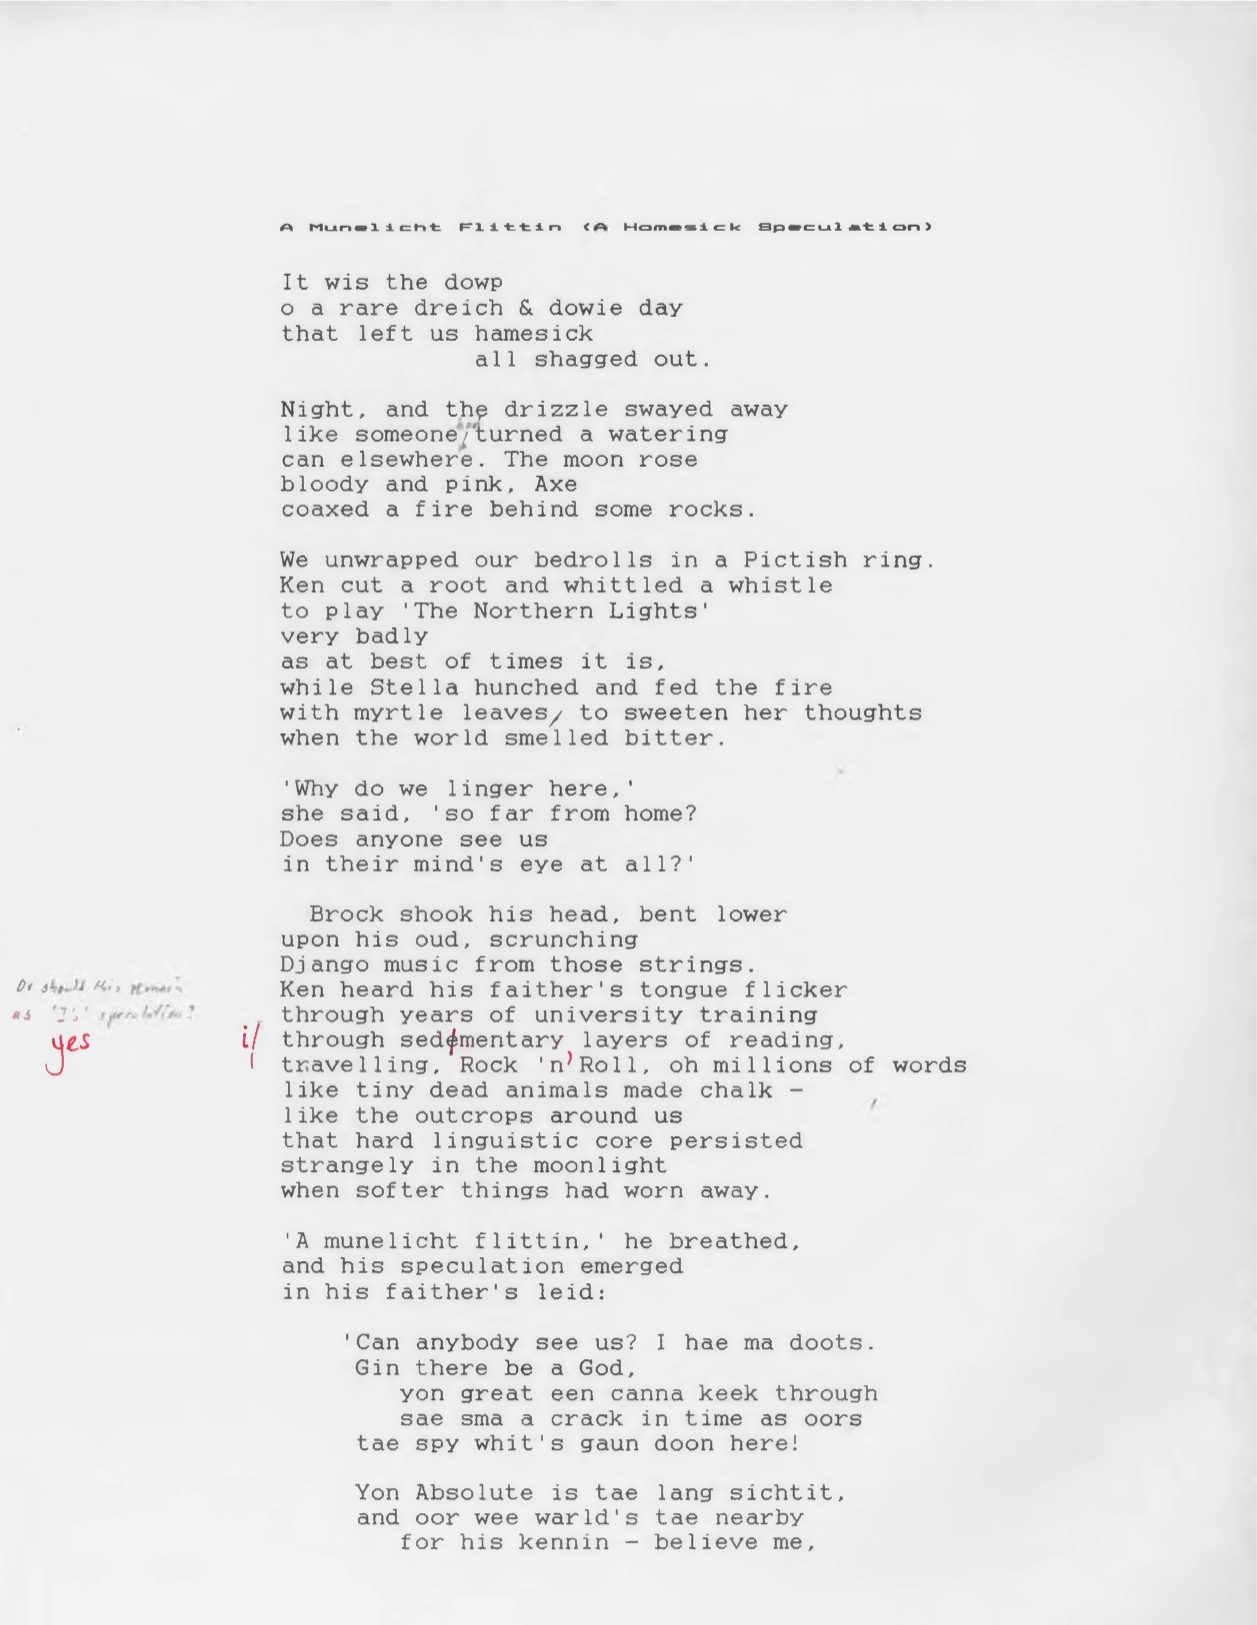 A Munelicht Flittin (A Homesick Speculation)
It wis the dowp
o a rare dreich & dowie day
that left us hamesick
all shagged out.
Night, and the drizzle swayed away
had
like someone/turned a watering
can elsewhere. The moon rose
bloody and pink, Axe
coaxed a fire behind some rocks.
We unwrapped our bedrolls in a Pictish ring.
Ken cut a root and whittled a whistle
to play 'The Northern Lights'
very badly
as at best of times it is,
while Stella hunched and fed the fire
with myrtle leaves, to sweeten her thoughts
when the world smelled bitter.
'Why do we linger here,'
she said, 'so far from home?
Does anyone see us
in their mind's eye at all?'
Brock shook his head, bent lower
upon his oud, scrunching
Django music from those strings.
Or should this remain
Ken heard his faither's tongue flicker
as speculation?
through years of university training
yes
i/
through sedementary layers of reading,
travelling, Rock 'n' Roll, oh millions of words
like tiny dead animals made chalk –
like the outcrops around us
that hard linguistic core persisted
strangely in the moonlight
when softer things had worn away.
'A munelicht flittin,' he breathed,
and his speculation emerged
in his faither's leid:
'Can anybody see us? I hae ma doots.
Gin there be a God,
yon great een canna keek through
sae sma a crack in time as oors
tae spy whit's gaun doon here!
Yon Absolute is tae lang sichtit,
and oor wee warld's tae nearby
for his kennin – believe me,